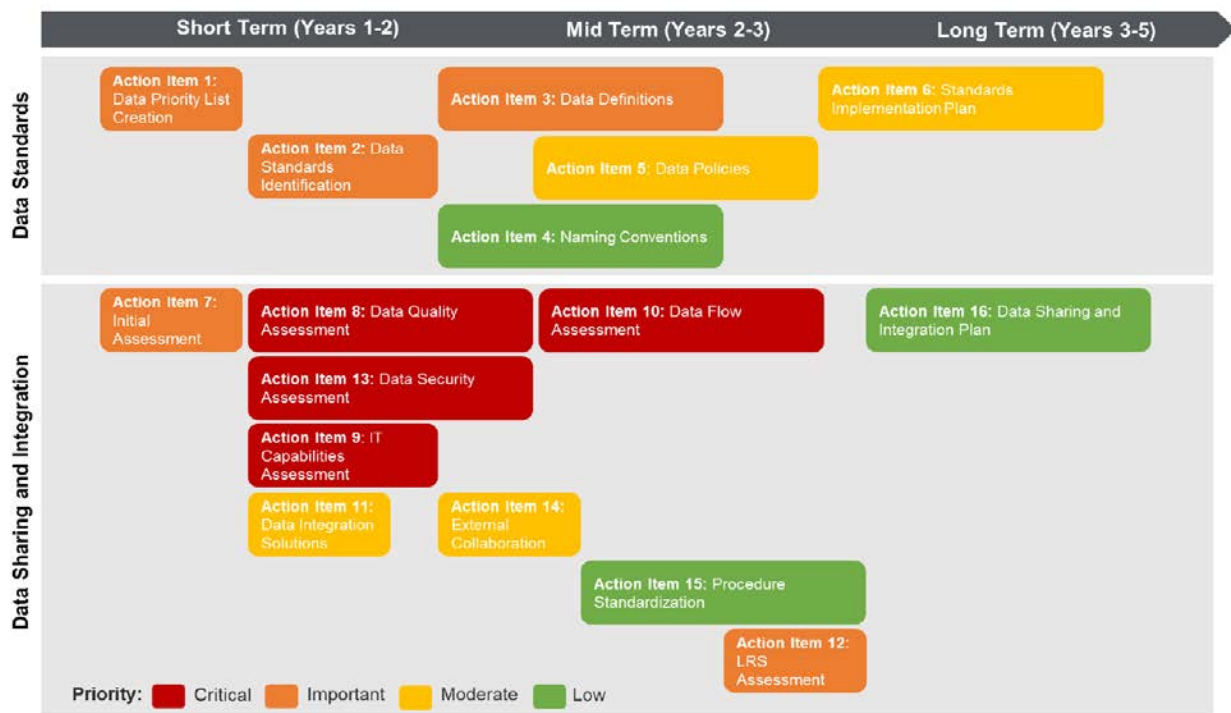 Short Term (Years 1-2)
Mid Term (Years 2-3)
Long Term (Years 3-5)
Data Standards
Action Item 1:
Data Priority List
Creation
Action Item 2: Data
Standards
Identification
Action Item 3: Data Definitions
Action Item 5: Data Policies
Action Item 4: Naming Conventions
Action Item 6: Standards
Implementation Plan
Data Sharing and Integration
Action Item 7:
Initial
Assessment
Action Item 8: Data Quality
Assessment
Action Item 10: Data Flow
Assessment
Action Item 16: Data Sharing and
Integration Plan
Action Item 13: Data Security
Assessment
Action Item 9: IT
Capabilities
Assessment
Action Item 11:
Data Integration
Solutions
Action Item 14:
External
Collaboration
Action Item 15: Procedure
Standardization
Action Item 12:
LRS
Assessment
Priority: Critical Important Moderate Low